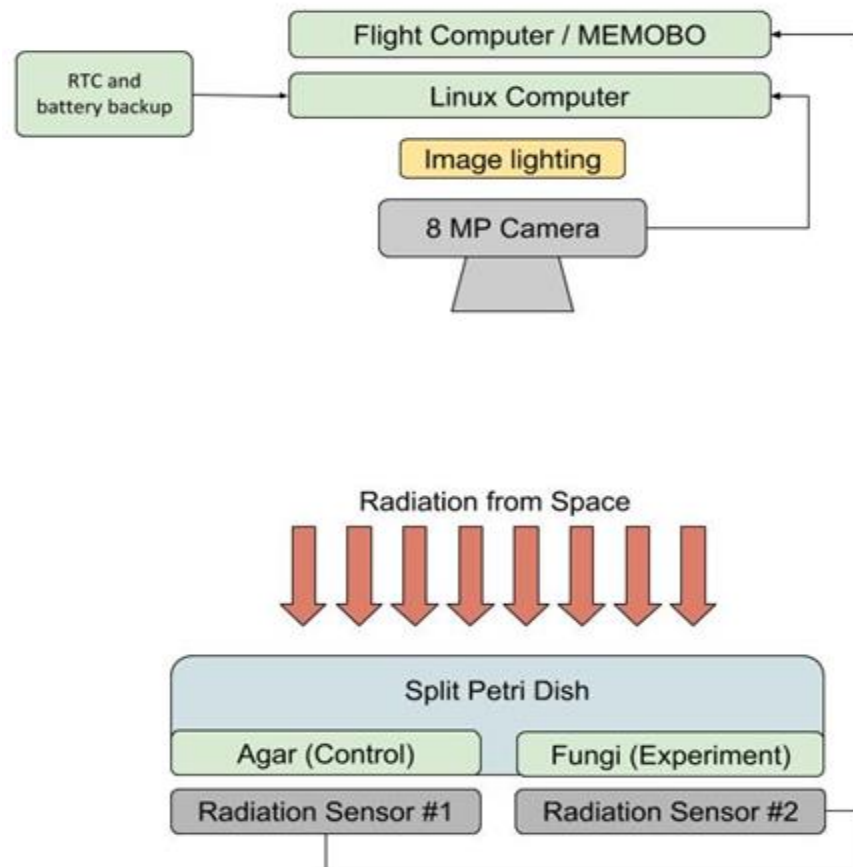 Flight Computer / MEMOBO
RTC and
battery backup
Linux Computer
Image lighting
8 MP Camera
Radiation from Space
Split Petri Dish
Agar (Control)
Fungi (Experiment)
Radiation Sensor #1
Radiation Sensor #2